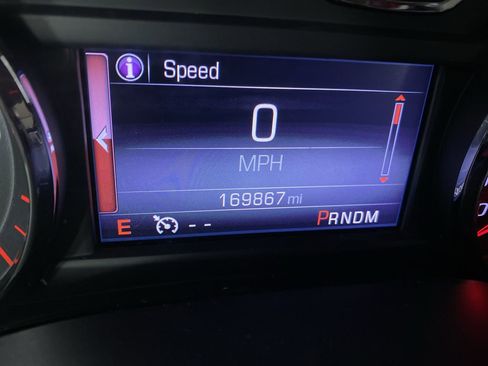 i Speed
0
MPH
169867 mi
E -- PRNDM